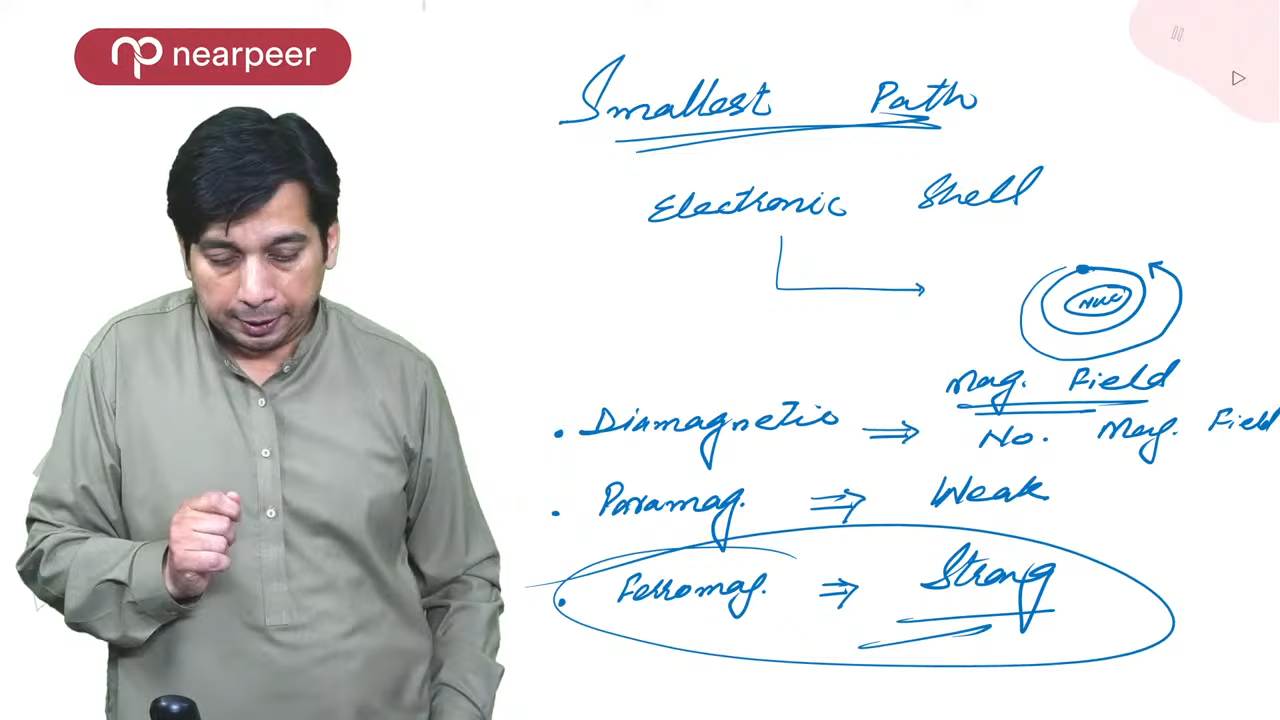 nearpeer
Smallest Path
Electronic Shell
Nuc
Mag. Field
. Diamagnetic ⇒ No. Mag. Field
. Paramag. ⇒ Weak
. Ferromag. ⇒ Strong